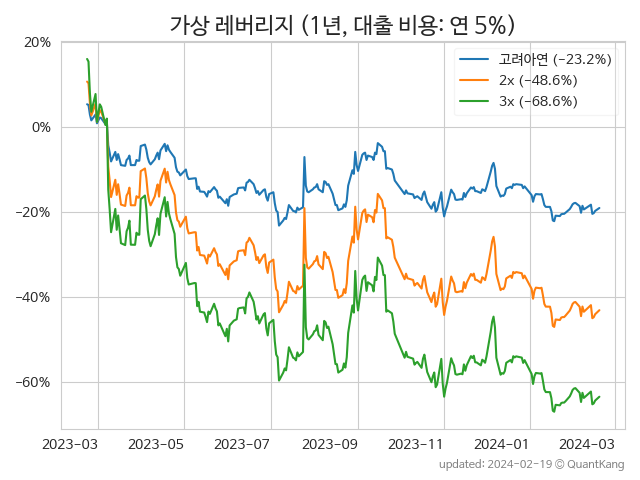 가상 레버리지 (1년, 대출 비용: 연 5%)
고려아연 (−23.2%)
2x (−48.6%)
3x (−68.6%)
20%
0%
−20%
−40%
−60%
2023-03 2023-05 2023-07 2023-09 2023-11 2024-01 2024-03
updated: 2024-02-19 ⓒ QuantKang